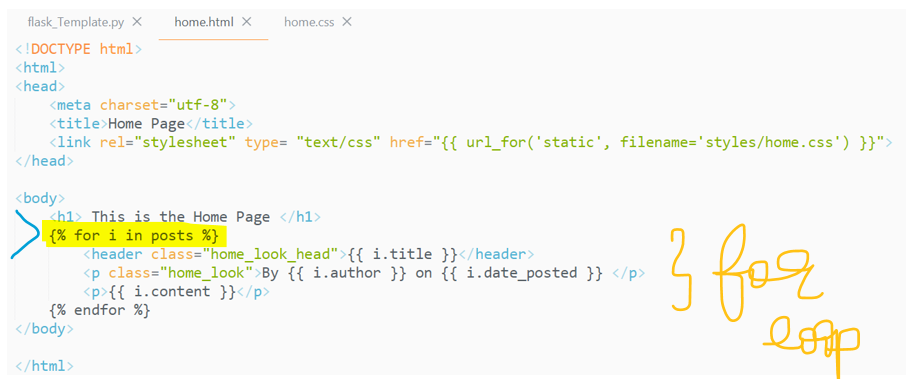 flask_Template.py × home.html × home.css ×
<!DOCTYPE html>
<html>
<head>
    <meta charset="utf-8">
    <title>Home Page</title>
    <link rel="stylesheet" type= "text/css" href="{{ url_for('static', filename='styles/home.css') }}">
</head>

<body>
    <h1> This is the Home Page </h1>
    {% for i in posts %}
        <header class="home_look_head">{{ i.title }}</header>
        <p class="home_look">By {{ i.author }} on {{ i.date_posted }} </p>
        <p>{{ i.content }}</p>
    {% endfor %}
</body>

</html>
} for
loop